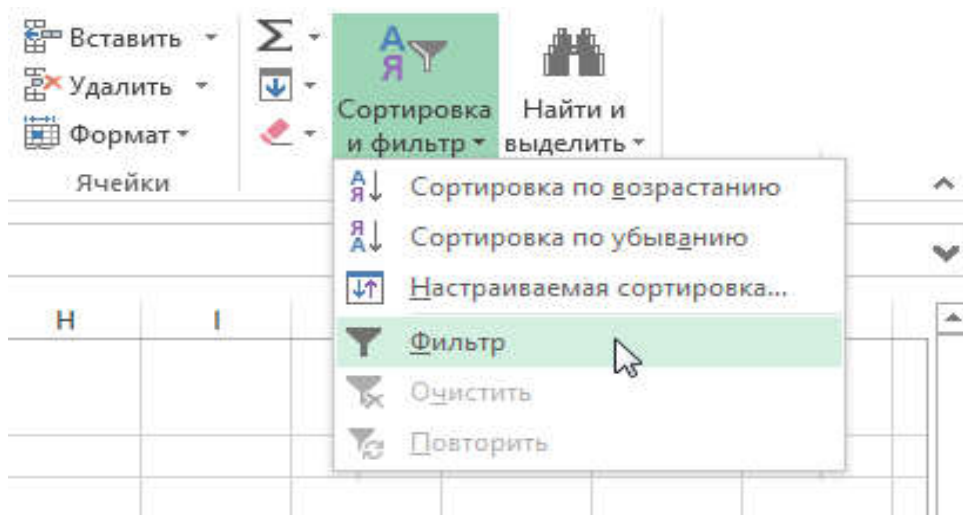 Вставить
Удалить
Формат
Ячейки
Сортировка
и фильтр
Найти и
выделить
Сортировка по возрастанию
Сортировка по убыванию
Настраиваемая сортировка...
Фильтр
Очистить
Повторить
H I